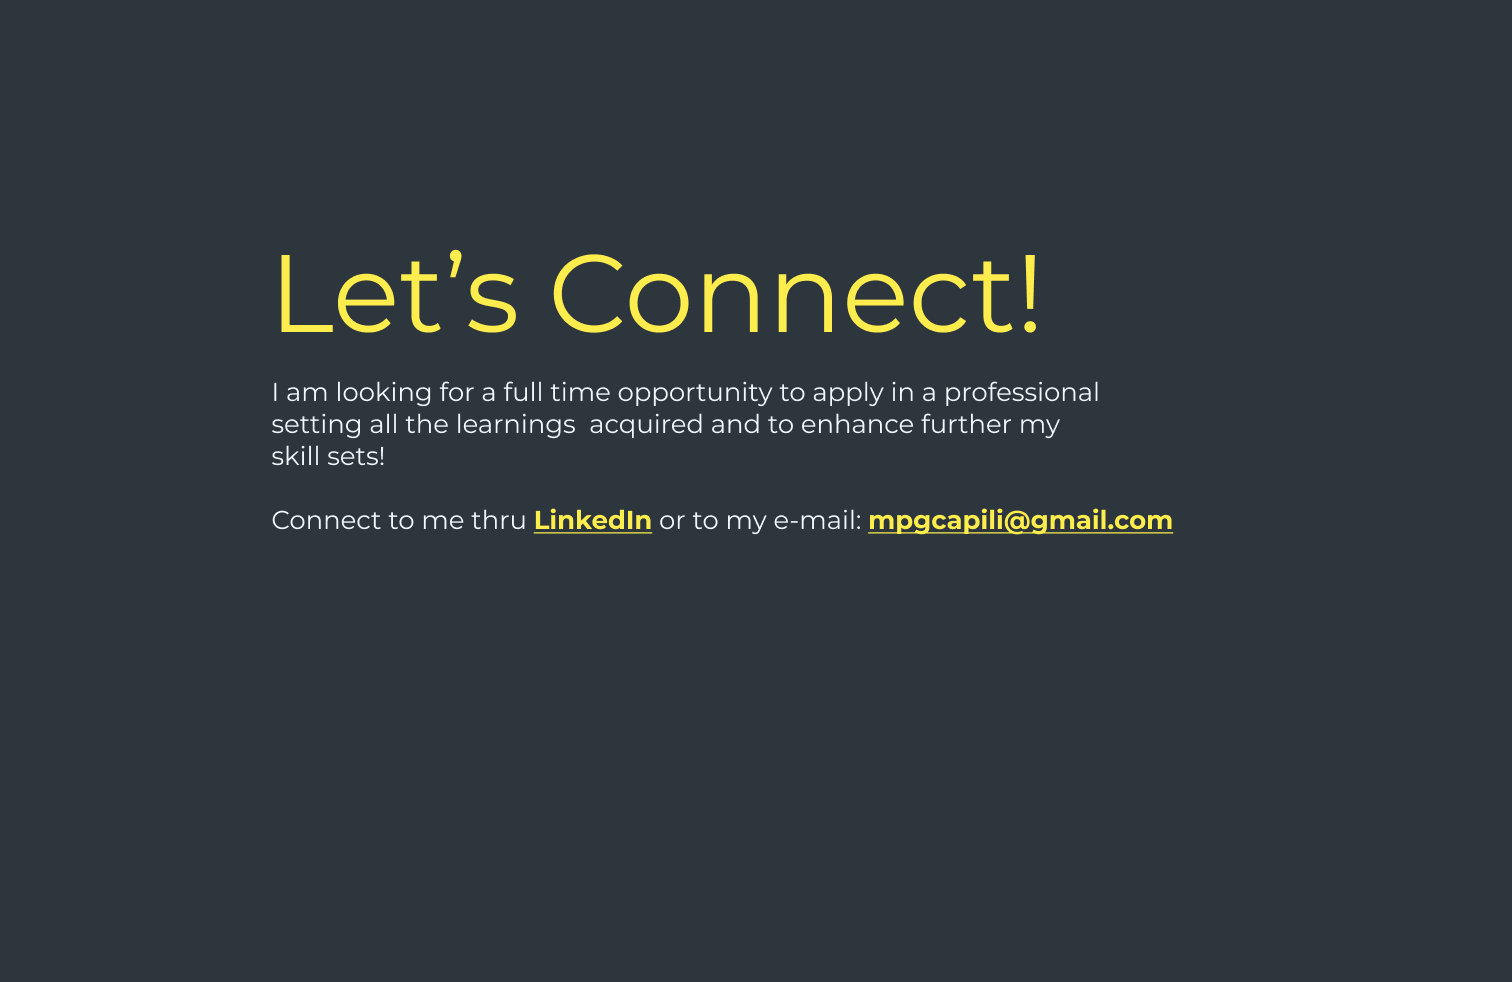 Let’s Connect!
I am looking for a full time opportunity to apply in a professional
setting all the learnings  acquired and to enhance further my
skill sets!
Connect to me thru LinkedIn or to my e-mail: mpgcapili@gmail.com